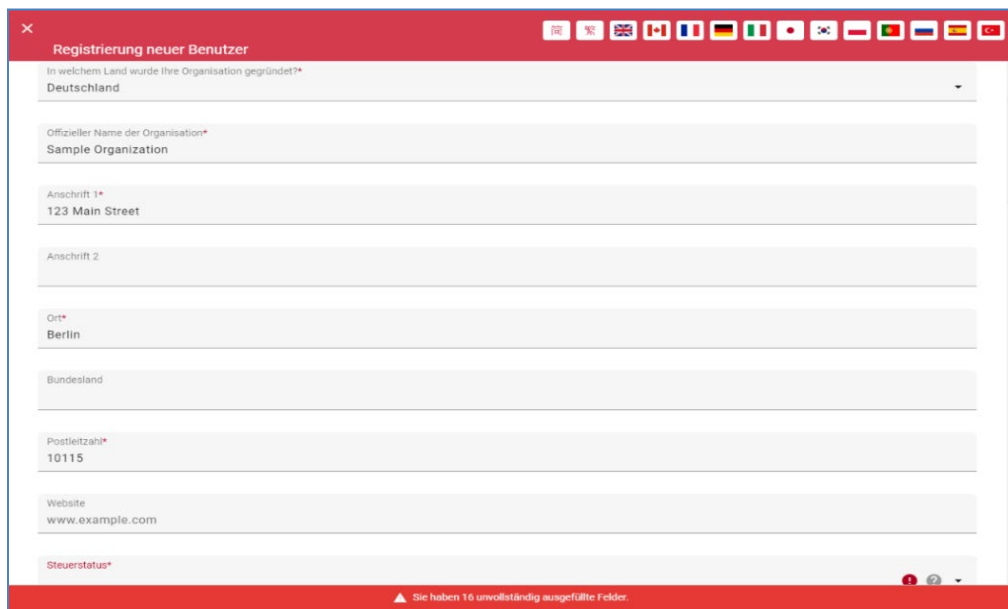 简
繁
Registrierung neuer Benutzer
In welchem Land wurde Ihre Organisation gegründet?*
Deutschland
Offizieller Name der Organisation*
Sample Organization
Anschrift 1*
123 Main Street
Anschrift 2
Ort*
Berlin
Bundesland
Postleitzahl*
10115
Website
www.example.com
Steuerstatus*
Sie haben 16 unvollständig ausgefüllte Felder.